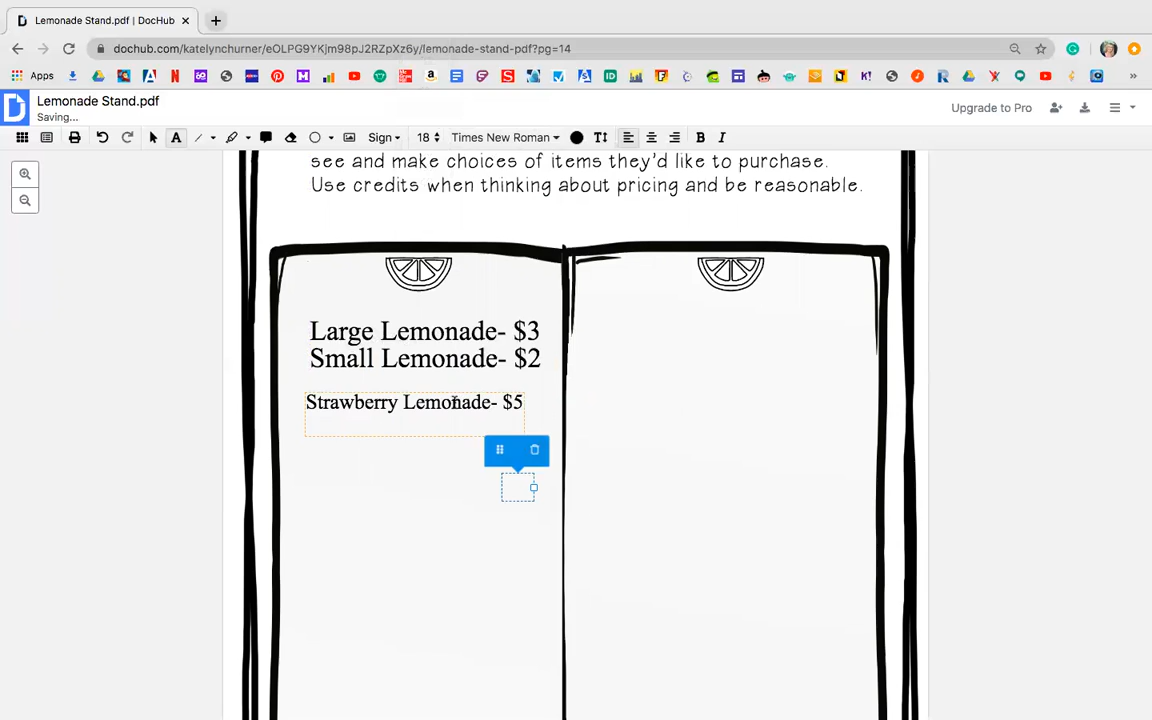 Lemonade Stand.pdf | DocHub
dochub.com/katelynchurner/eOLPG9YKjm98pJ2RZpXz6y/lemonade-stand-pdf?pg=14
Apps
Lemonade Stand.pdf
Saving...
Upgrade to Pro
Sign
18
Times New Roman
see and make choices of items they'd like to purchase.
Use credits when thinking about pricing and be reasonable.
Large Lemonade- $3
Small Lemonade- $2
Strawberry Lemonade- $5